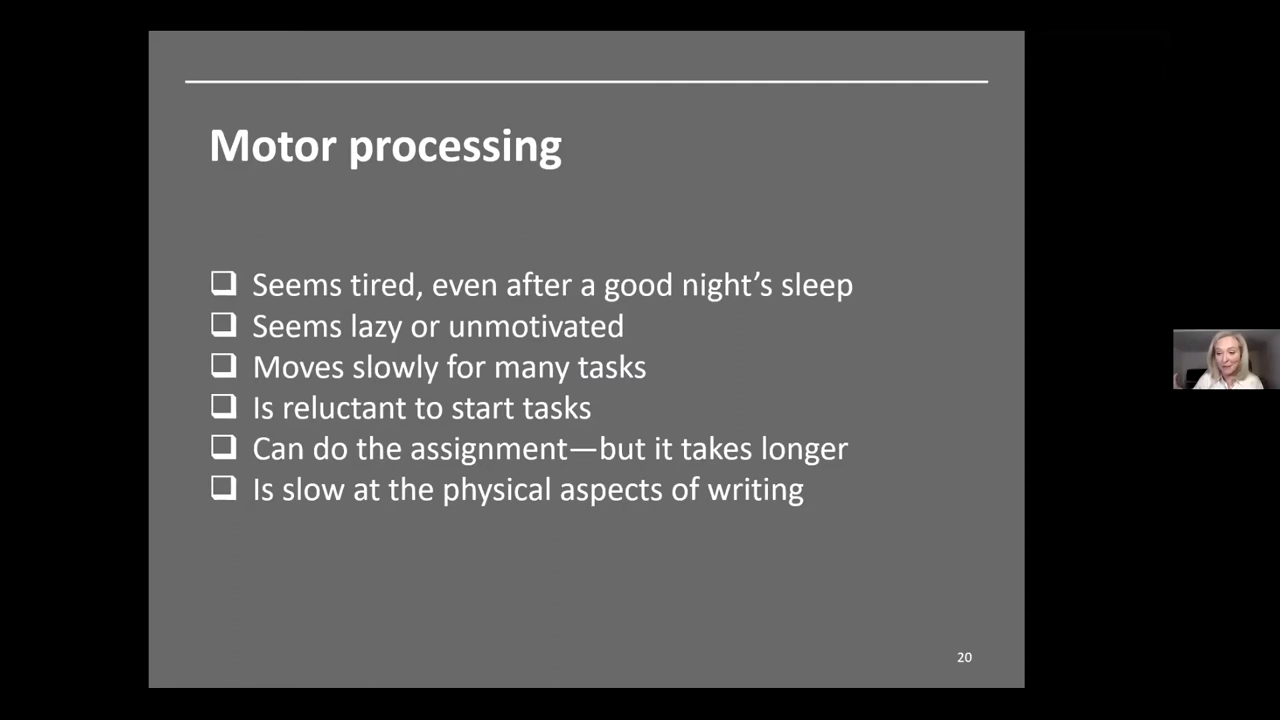 Motor processing
❑ Seems tired, even after a good night’s sleep
❑ Seems lazy or unmotivated
❑ Moves slowly for many tasks
❑ Is reluctant to start tasks
❑ Can do the assignment—but it takes longer
❑ Is slow at the physical aspects of writing
20